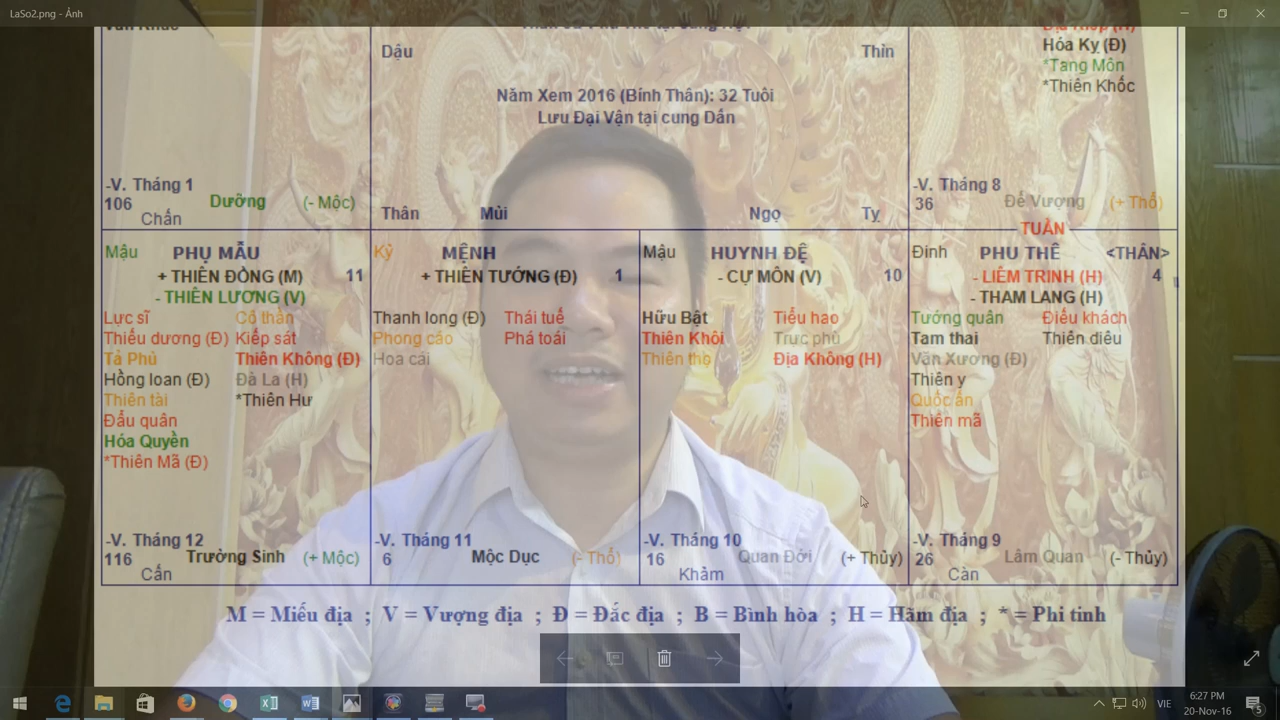 LaSo2.png - Ảnh
Dậu
Thìn
Hóa Kỵ (Đ)
*Tang Môn
*Thiên Khốc
Năm Xem 2016 (Bính Thân): 32 Tuổi
Lưu Đại Vận tại cung Dần
-V. Tháng 1
106
Dưỡng
(- Mộc)
Chấn
Thân
Mùi
Ngọ
Tỵ
-V. Tháng 8
36
Đế Vượng
(+ Thổ)
TUẦN
Mậu
PHỤ MẪU
+ THIÊN ĐỒNG (M)
11
- THIÊN LƯƠNG (V)
Lực sĩ
Cô thần
Thiếu dương (Đ)
Kiếp sát
Tả Phù
Thiên Không (Đ)
Hồng loan (Đ)
Đà La (H)
Thiên tài
*Thiên Hư
Đẩu quân
Hóa Quyền
*Thiên Mã (Đ)
-V. Tháng 12
116
Trường Sinh
(+ Mộc)
Cấn
Kỷ
MỆNH
+ THIÊN TƯỚNG (Đ)
1
Thanh long (Đ)
Thái tuế
Phong cáo
Phá toái
Hoa cái
-V. Tháng 11
6
Mộc Dục
(- Thổ)
Mậu
HUYNH ĐỆ
- CỰ MÔN (V)
10
Hữu Bật
Tiểu hao
Thiên Khôi
Trực phù
Thiên thọ
Địa Không (H)
-V. Tháng 10
16
Quan Đới
(+ Thủy)
Khảm
Đinh
PHU THÊ
<THÂN>
- LIÊM TRINH (H)
4
- THAM LANG (H)
Tướng quân
Điếu khách
Tam thai
Thiên diêu
Văn Xương (Đ)
Thiên y
Quốc ấn
Thiên mã
-V. Tháng 9
26
Lâm Quan
(- Thủy)
Càn
M = Miếu địa ; V = Vượng địa ; Đ = Đắc địa ; B = Bình hòa ; H = Hãm địa ; * = Phi tinh
VIE
6:27 PM
20-Nov-16
5